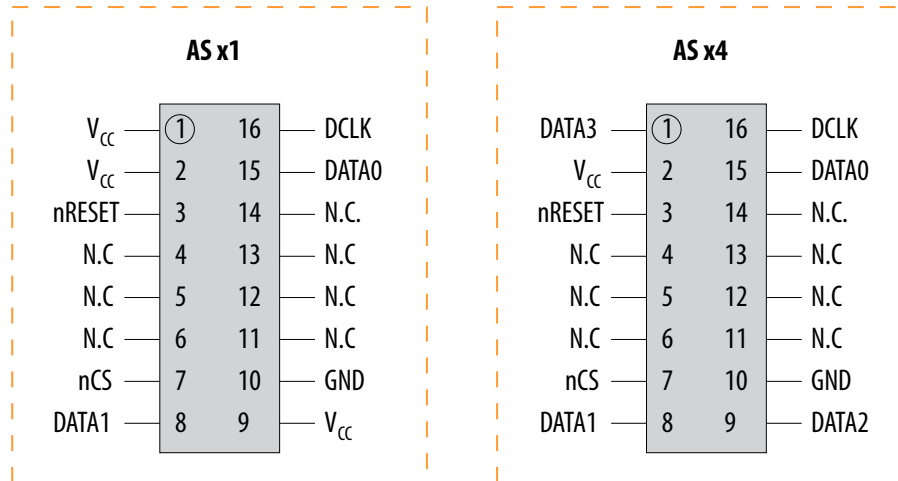 AS x1
V_CC 1 16 DCLK
V_CC 2 15 DATA0
nRESET 3 14 N.C.
N.C 4 13 N.C
N.C 5 12 N.C
N.C 6 11 N.C
nCS 7 10 GND
DATA1 8 9 V_CC
AS x4
DATA3 1 16 DCLK
V_CC 2 15 DATA0
nRESET 3 14 N.C.
N.C 4 13 N.C
N.C 5 12 N.C
N.C 6 11 N.C
nCS 7 10 GND
DATA1 8 9 DATA2